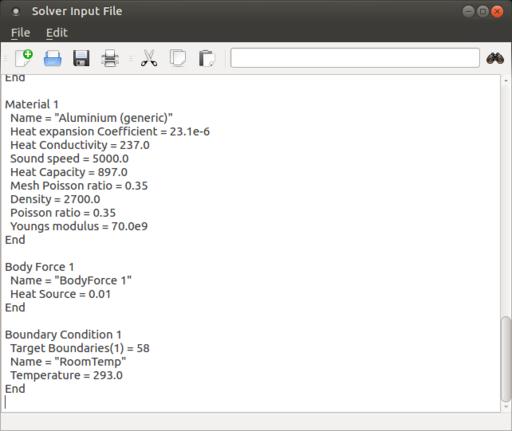 Solver Input File
File Edit
End
Material 1
Name = "Aluminium (generic)"
Heat expansion Coefficient = 23.1e-6
Heat Conductivity = 237.0
Sound speed = 5000.0
Heat Capacity = 897.0
Mesh Poisson ratio = 0.35
Density = 2700.0
Poisson ratio = 0.35
Youngs modulus = 70.0e9
End
Body Force 1
Name = "BodyForce 1"
Heat Source = 0.01
End
Boundary Condition 1
Target Boundaries(1) = 58
Name = "RoomTemp"
Temperature = 293.0
End